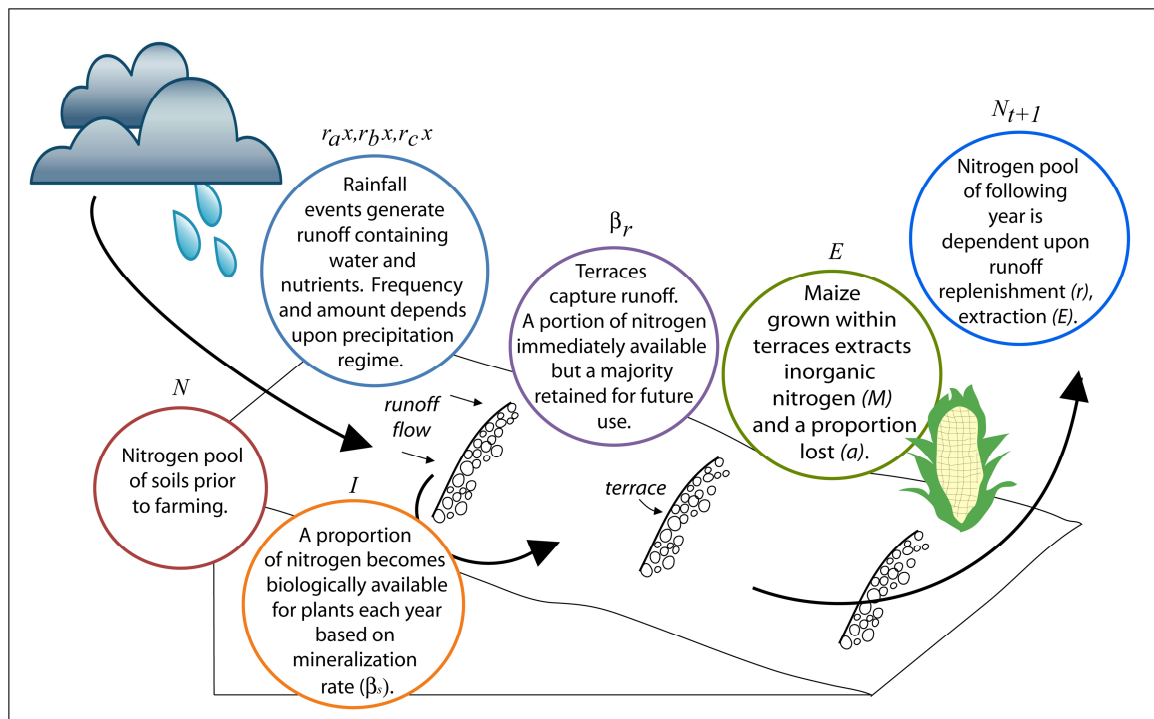 r_a x,r_b x,r_c x
Rainfall
events generate
runoff containing
water and
nutrients. Frequency
and amount depends
upon precipitation
regime.
N
Nitrogen pool
of soils prior
to farming.
I
A proportion
of nitrogen becomes
biologically available
for plants each year
based on
mineralization
rate (βs).
runoff
flow
β_r
Terraces
capture runoff.
A portion of nitrogen
immediately available
but a majority
retained for future
use.
terrace
E
Maize
grown within
terraces extracts
inorganic
nitrogen (M)
and a proportion
lost (a).
N_{t+1}
Nitrogen pool
of following
year is
dependent upon
runoff
replenishment (r),
extraction (E).